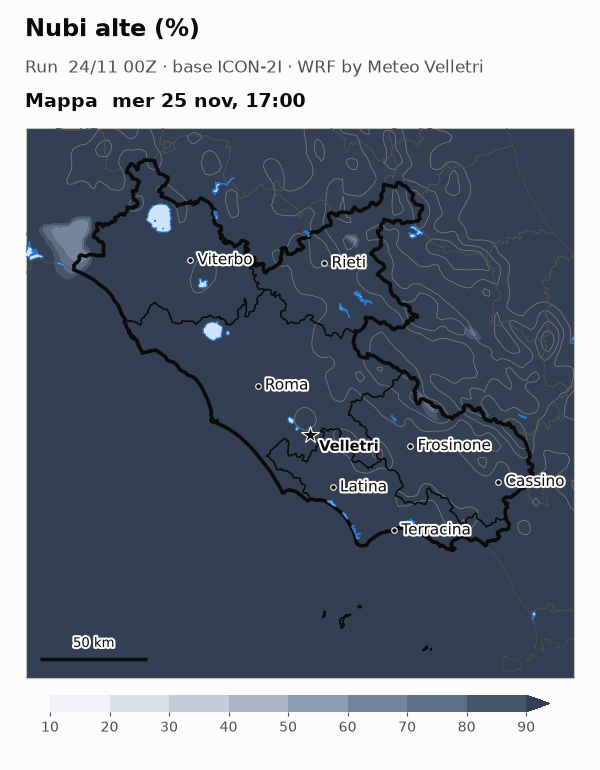 Nubi alte (%)
Run 24/11 00Z · base ICON-2I · WRF by Meteo Velletri
Mappa mer 25 nov, 17:00
Viterbo
Rieti
Roma
Velletri
Frosinone
Latina
Cassino
Terracina
50 km
10 20 30 40 50 60 70 80 90